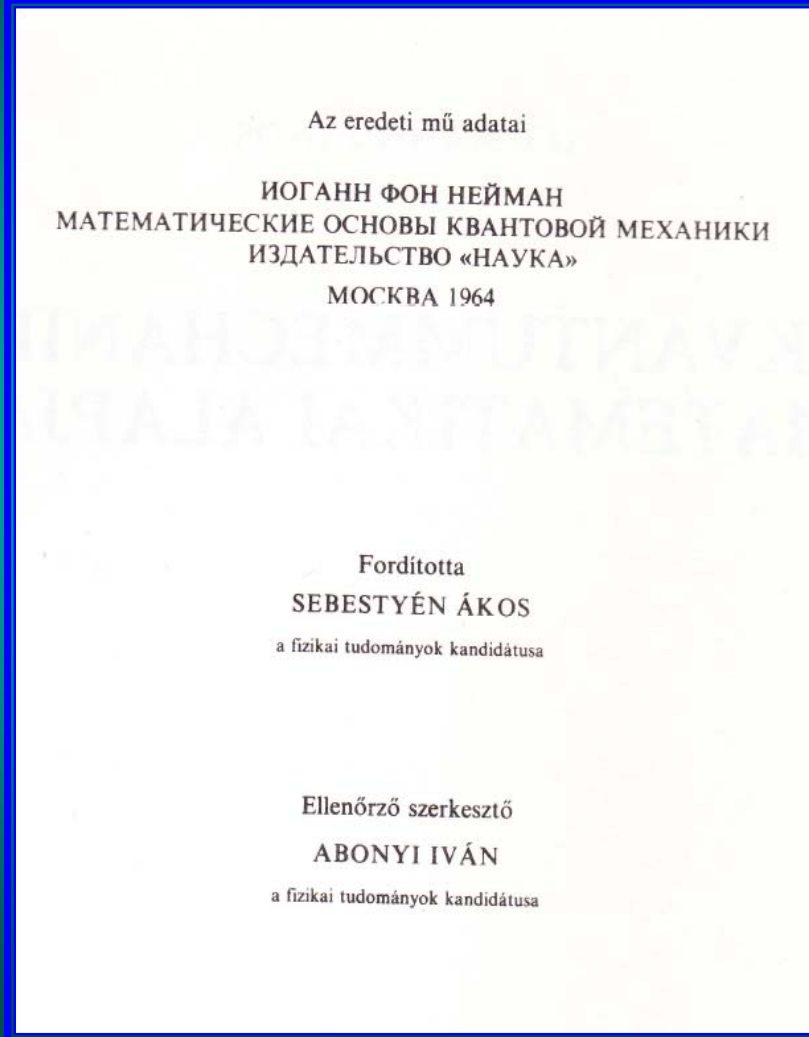 Az eredeti mű adatai
ИОГАНН ФОН НЕЙМАН
МАТЕМАТИЧЕСКИЕ ОСНОВЫ КВАНТОВОЙ МЕХАНИКИ
ИЗДАТЕЛЬСТВО «НАУКА»
МОСКВА 1964
Fordította
SEBESTYÉN ÁKOS
a fizikai tudományok kandidátusa
Ellenőrző szerkesztő
ABONYI IVÁN
a fizikai tudományok kandidátusa